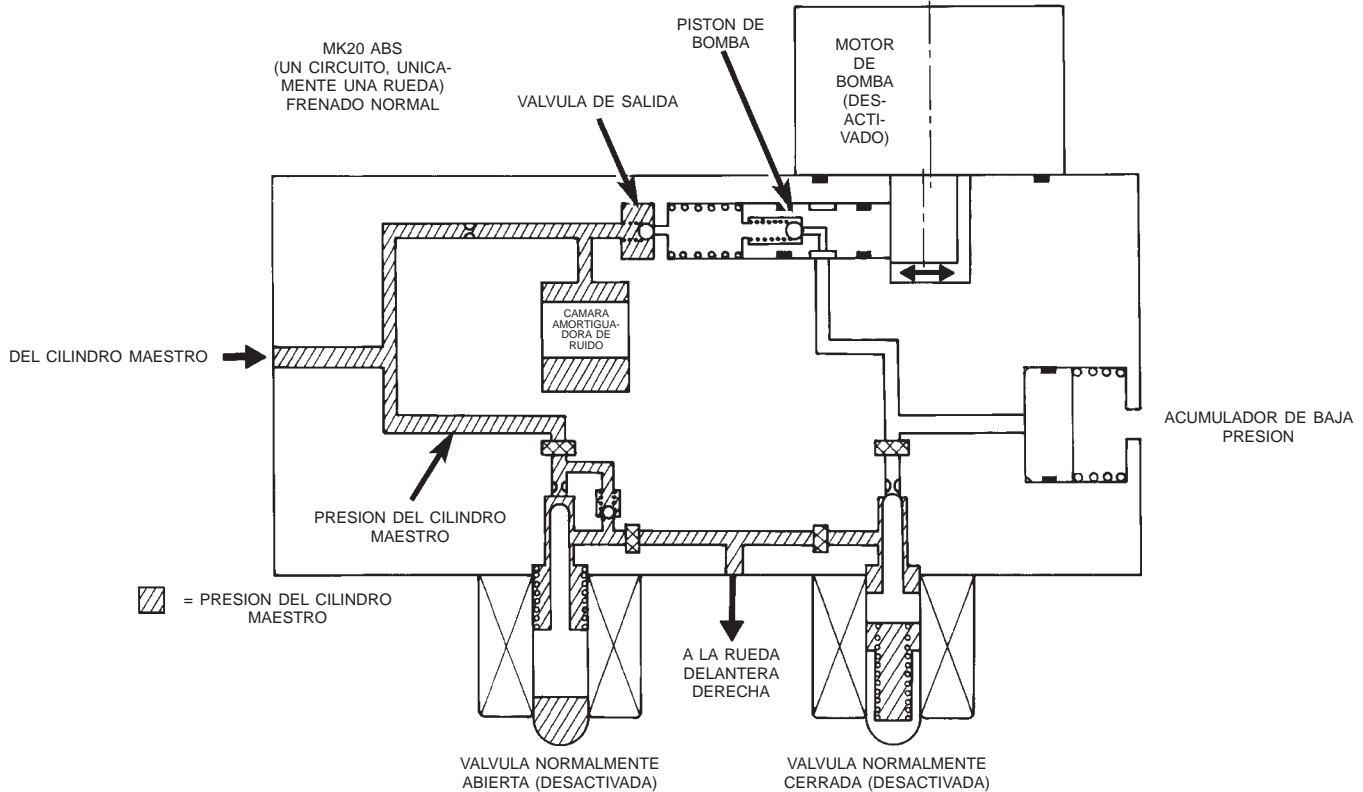 MK20 ABS
(UN CIRCUITO, UNICA-
MENTE UNA RUEDA)
FRENADO NORMAL
PISTON DE
BOMBA
MOTOR
DE
BOMBA
(DES-
ACTI-
VADO)
VALVULA DE SALIDA
CAMARA
AMORTIGUA-
DORA DE
RUIDO
DEL CILINDRO MAESTRO
ACUMULADOR DE BAJA
PRESION
PRESION DEL CILINDRO
MAESTRO
= PRESION DEL CILINDRO
MAESTRO
A LA RUEDA
DELANTERA
DERECHA
VALVULA NORMALMENTE
ABIERTA (DESACTIVADA)
VALVULA NORMALMENTE
CERRADA (DESACTIVADA)